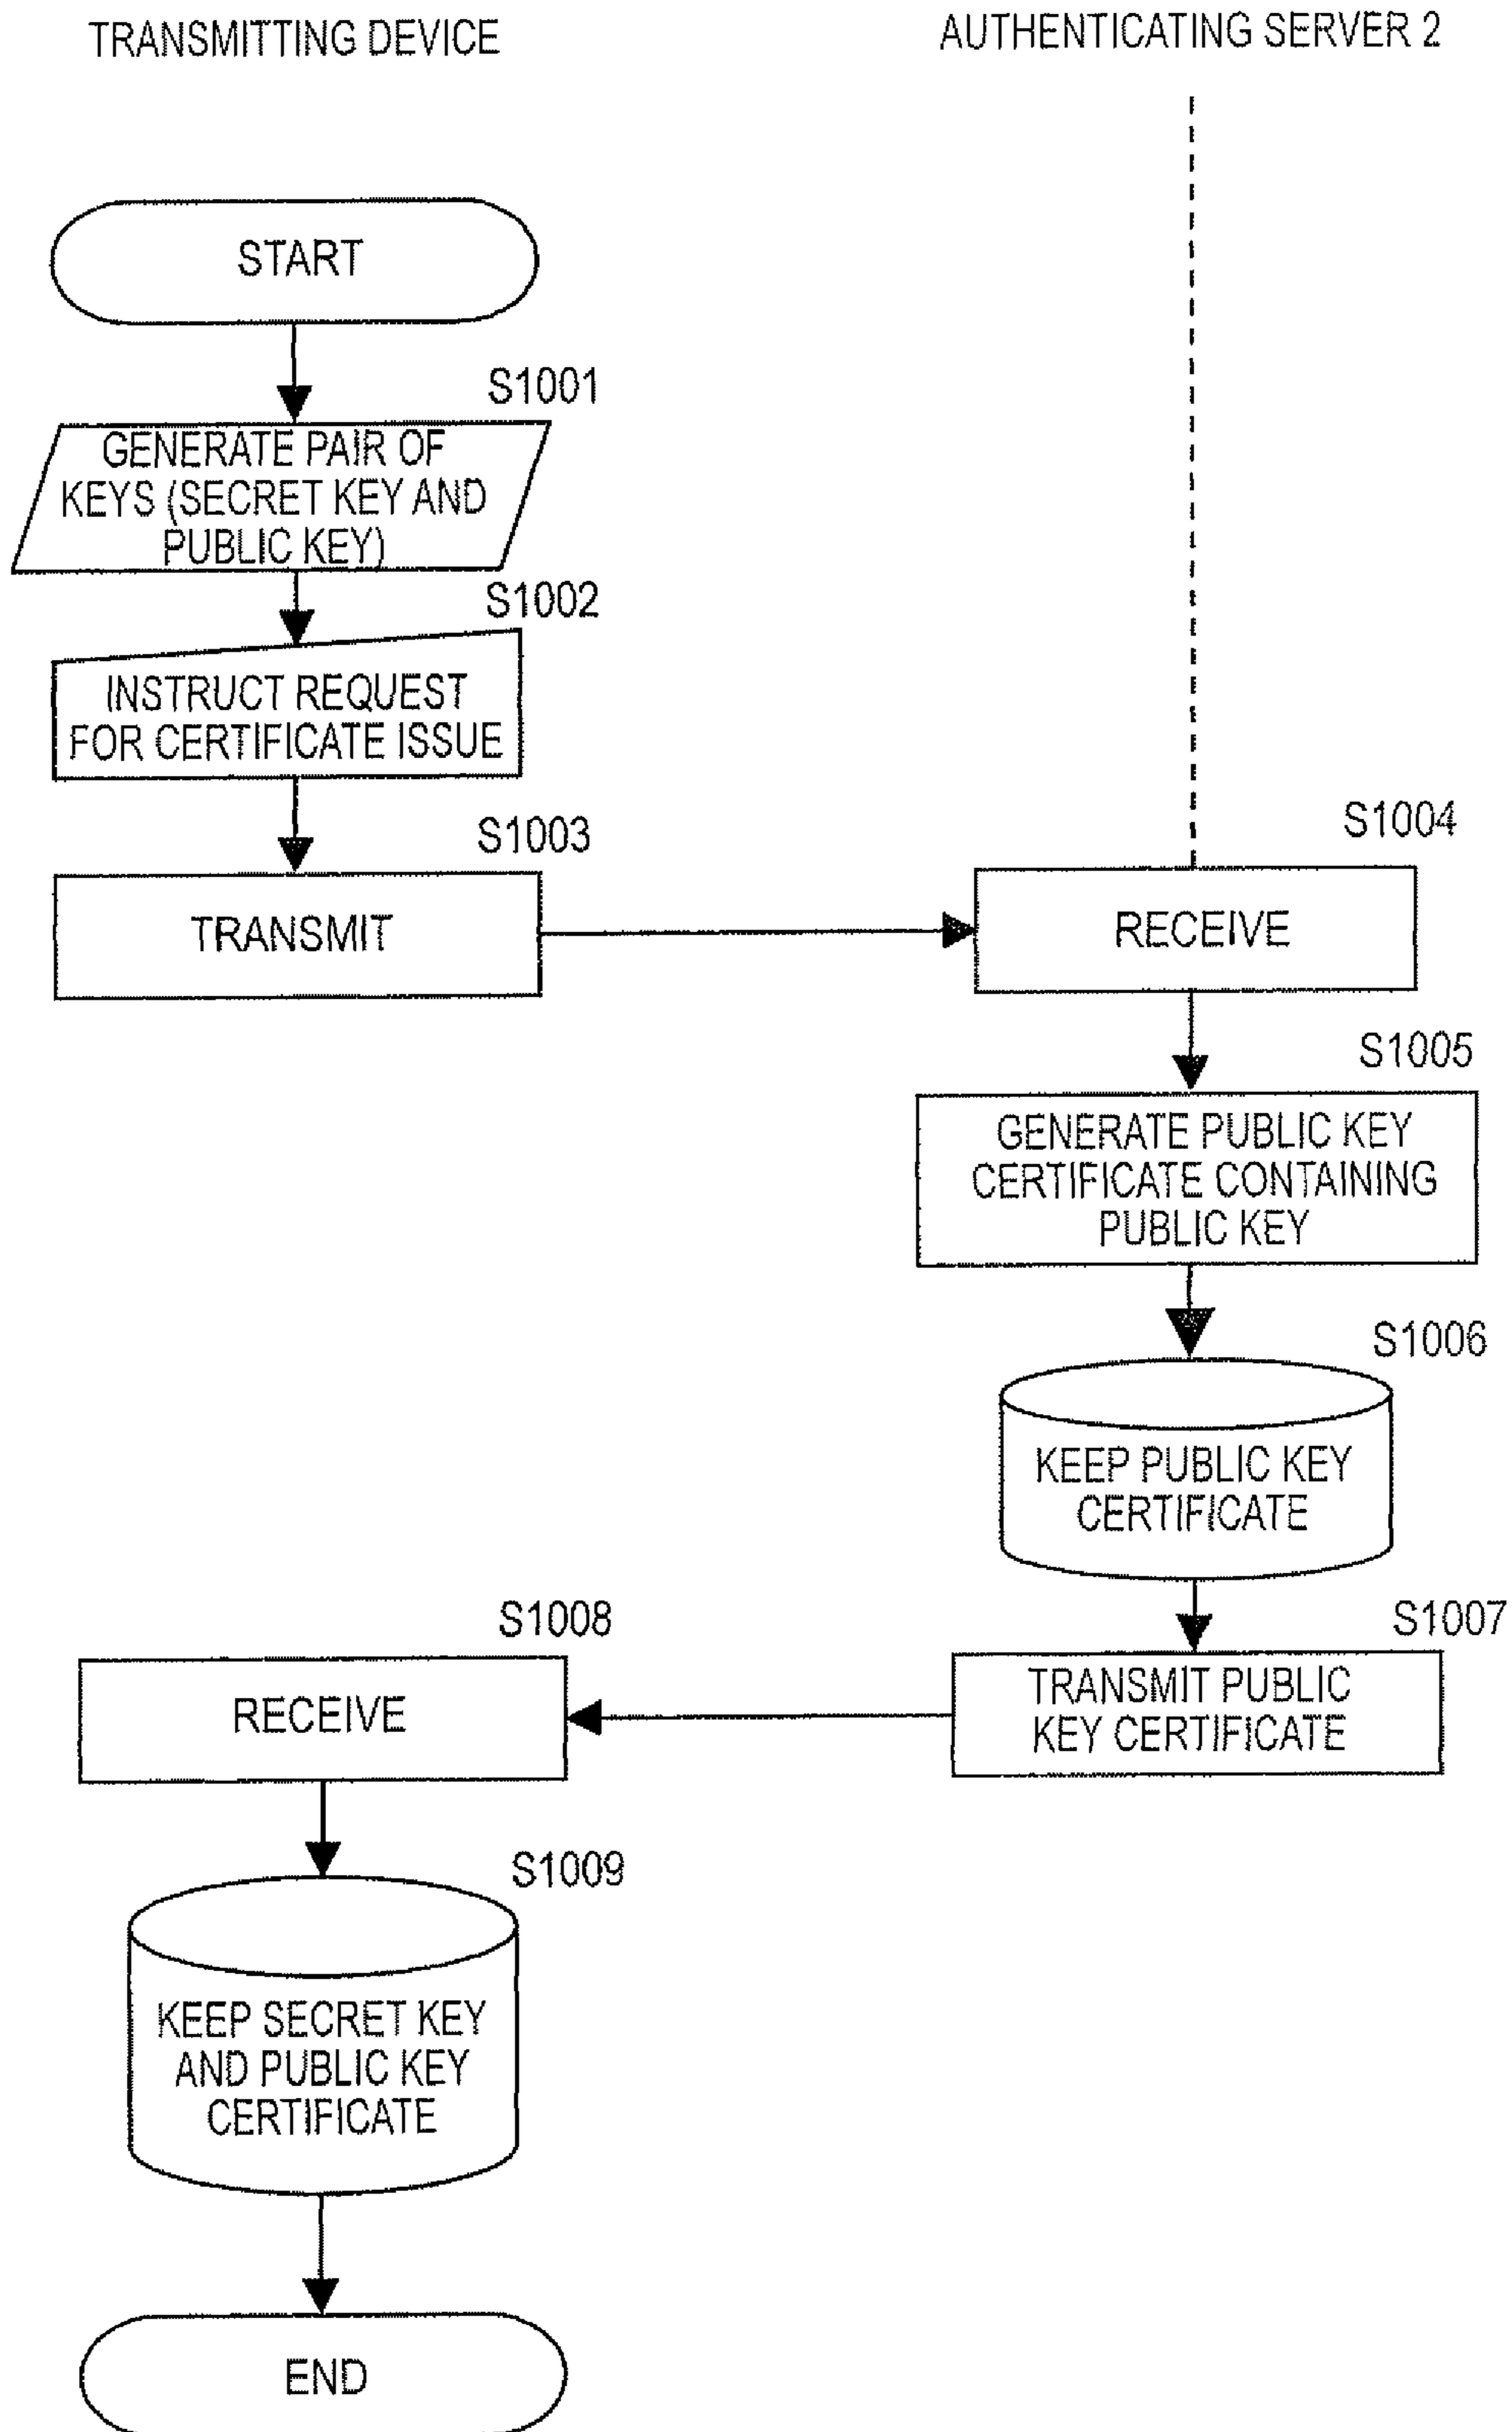 TRANSMITTING DEVICE
AUTHENTICATING SERVER 2
START
S1001
GENERATE PAIR OF
KEYS (SECRET KEY AND
PUBLIC KEY)
S1002
INSTRUCT REQUEST
FOR CERTIFICATE ISSUE
S1003
TRANSMIT
S1004
RECEIVE
S1005
GENERATE PUBLIC KEY
CERTIFICATE CONTAINING
PUBLIC KEY
S1006
KEEP PUBLIC KEY
CERTIFICATE
S1007
TRANSMIT PUBLIC
KEY CERTIFICATE
S1008
RECEIVE
S1009
KEEP SECRET KEY
AND PUBLIC KEY
CERTIFICATE
END